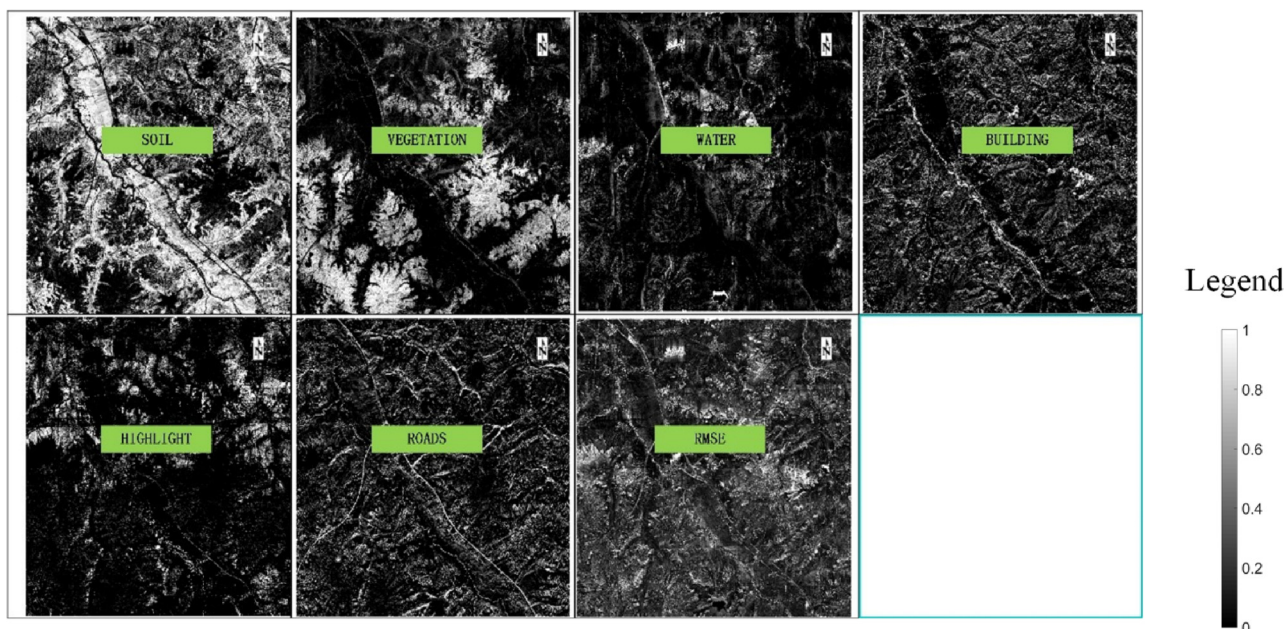 N
N
N
N
SOIL
VEGETATION
WATER
BUILDING
Legend
1
0.8
0.6
0.4
0.2
0
N
N
N
HIGHLIGHT
ROADS
RMSE